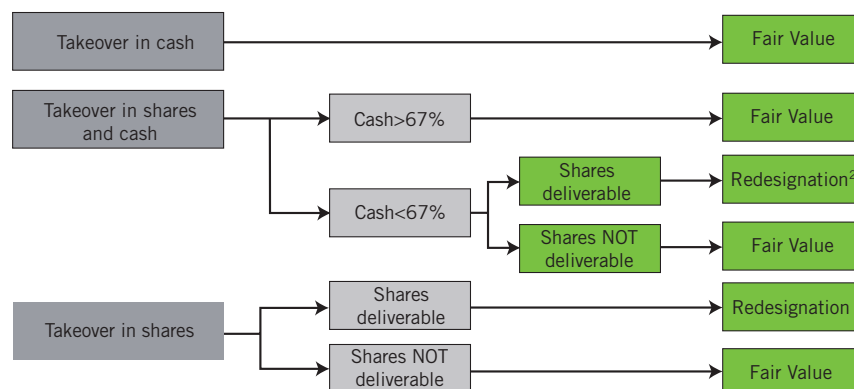 Takeover in cash
Fair Value
Takeover in shares
and cash
Cash>67%
Fair Value
Cash<67%
Shares
deliverable
Redesignation²
Shares NOT
deliverable
Fair Value
Takeover in shares
Shares
deliverable
Redesignation
Shares NOT
deliverable
Fair Value